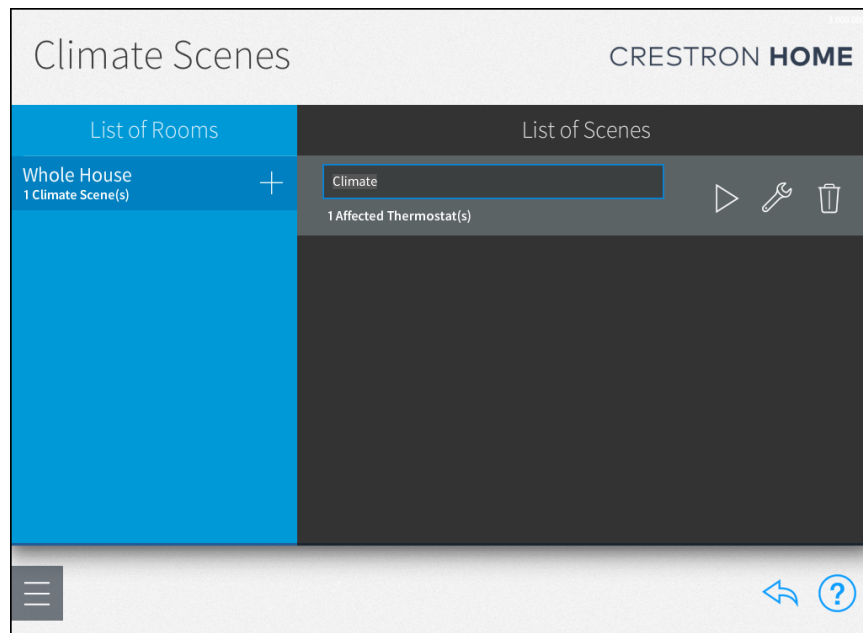 Climate Scenes
CRESTRON HOME
List of Rooms
List of Scenes
Whole House
1 Climate Scene(s)
Climate
1 Affected Thermostat(s)
?